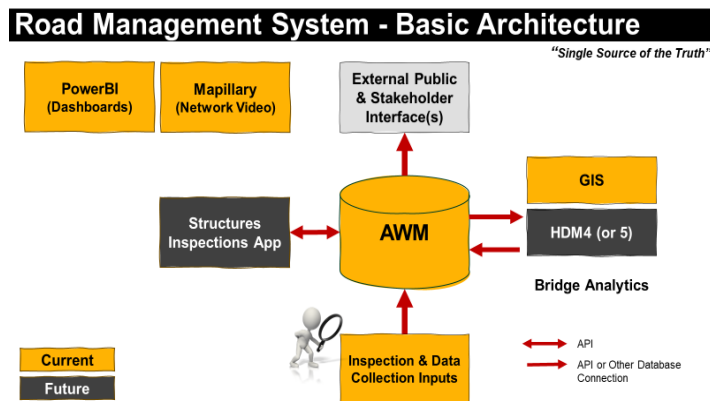 Road Management System - Basic Architecture
“Single Source of the Truth”
PowerBI
(Dashboards)
Mapillary
(Network Video)
External Public
& Stakeholder
Interface(s)
GIS
Structures
Inspections App
AWM
HDM4 (or 5)
Bridge Analytics
Inspection & Data
Collection Inputs
Current
Future
API
API or Other Database
Connection